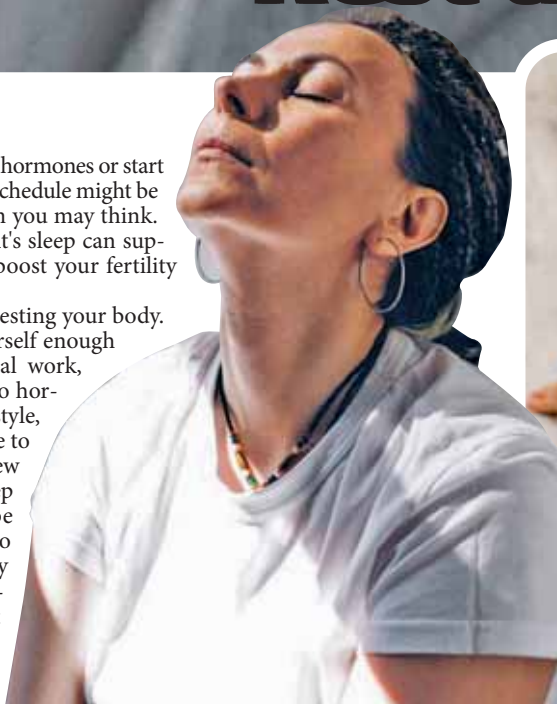 hormones or start
chedule might be
you may think.
t's sleep can sup-
boost your fertility
esting your body.
rself enough
al work,
o hor-
tyle,
e to
ew
p
be
o
y
-